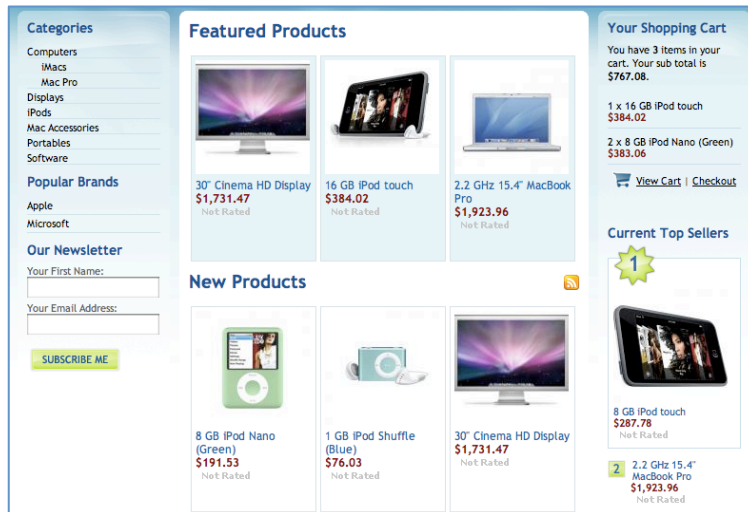 Categories
Computers
iMacs
Mac Pro
Displays
iPods
Mac Accessories
Portables
Software
Popular Brands
Apple
Microsoft
Our Newsletter
Your First Name:
Your Email Address:
SUBSCRIBE ME
Featured Products
30" Cinema HD Display
$1,731.47
Not Rated
16 GB iPod touch
$384.02
Not Rated
2.2 GHz 15.4" MacBook
Pro
$1,923.96
Not Rated
New Products
8 GB iPod Nano
(Green)
$191.53
Not Rated
1 GB iPod Shuffle
(Blue)
$76.03
Not Rated
30" Cinema HD Display
$1,731.47
Not Rated
Your Shopping Cart
You have 3 items in your
cart. Your sub total is
$767.08.
1 x 16 GB iPod touch
$384.02
2 x 8 GB iPod Nano (Green)
$383.06
View Cart | Checkout
Current Top Sellers
1
8 GB iPod touch
$287.78
Not Rated
2
2.2 GHz 15.4"
MacBook Pro
$1,923.96
Not Rated